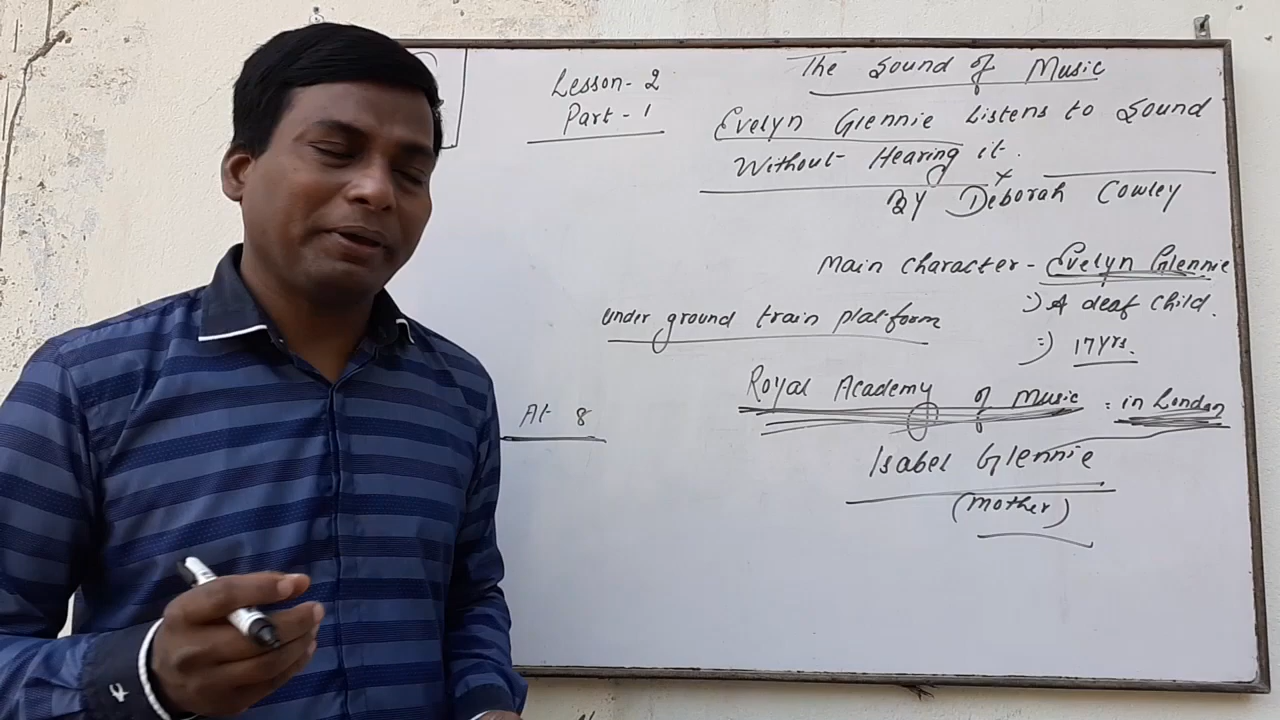 Lesson-2
Part-1
The Sound of Music
Evelyn Glennie Listens to Sound
Without Hearing it.
By Deborah Cowley
Main Character - Evelyn Glennie
:) A deaf Child.
under ground train platform
:) 17yrs.
Royal Academy of Music : in London
At 8
Isabel Glennie
(Mother)